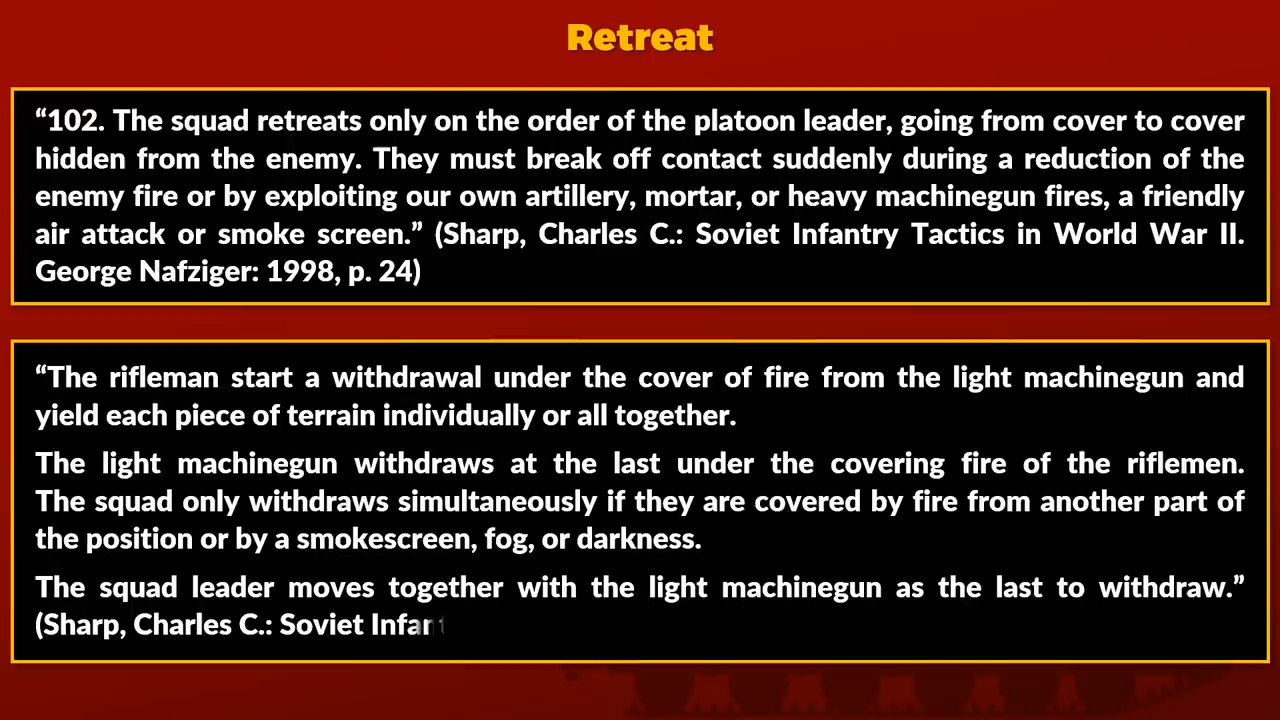 Retreat
“102. The squad retreats only on the order of the platoon leader, going from cover to cover
hidden from the enemy. They must break off contact suddenly during a reduction of the
enemy fire or by exploiting our own artillery, mortar, or heavy machinegun fires, a friendly
air attack or smoke screen.” (Sharp, Charles C.: Soviet Infantry Tactics in World War II.
George Nafziger: 1998, p. 24)
“The rifleman start a withdrawal under the cover of fire from the light machinegun and
yield each piece of terrain individually or all together.
The light machinegun withdraws at the last under the covering fire of the riflemen.
The squad only withdraws simultaneously if they are covered by fire from another part of
the position or by a smokescreen, fog, or darkness.
The squad leader moves together with the light machinegun as the last to withdraw.”
(Sharp, Charles C.: Soviet Infant